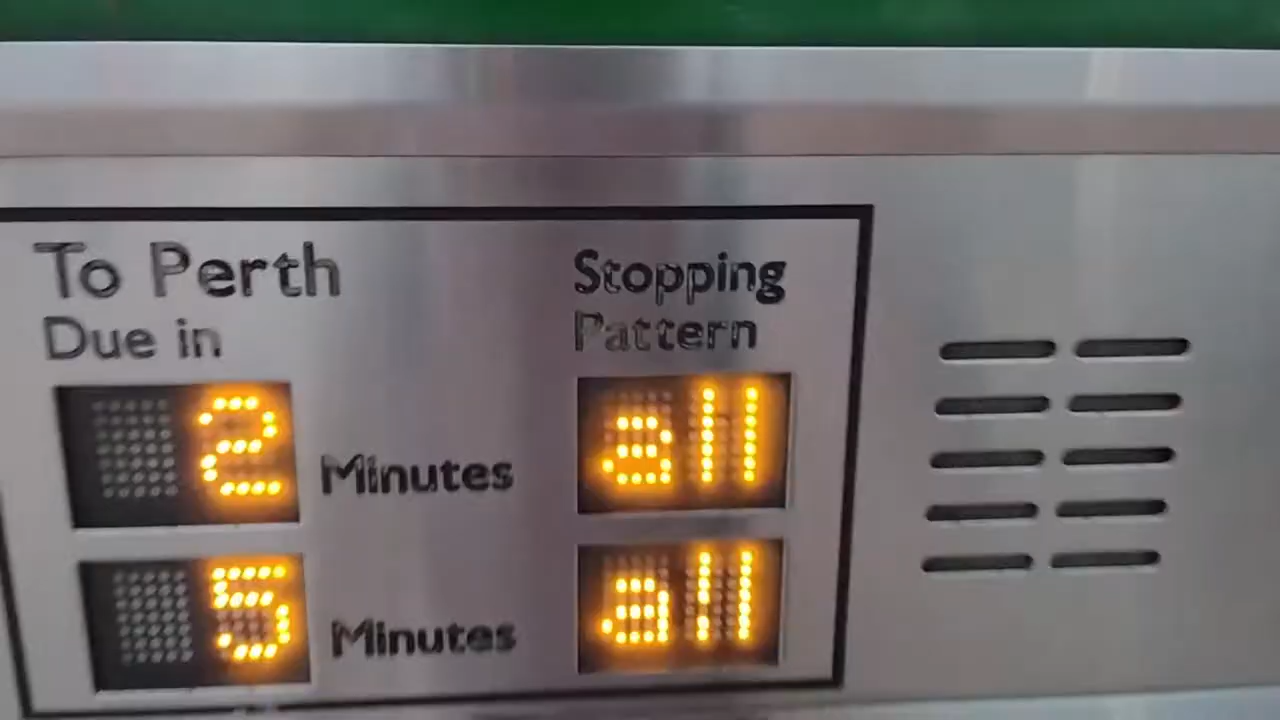 To Perth
Due in
Stopping
Pattern
2 Minutes all
5 Minutes all